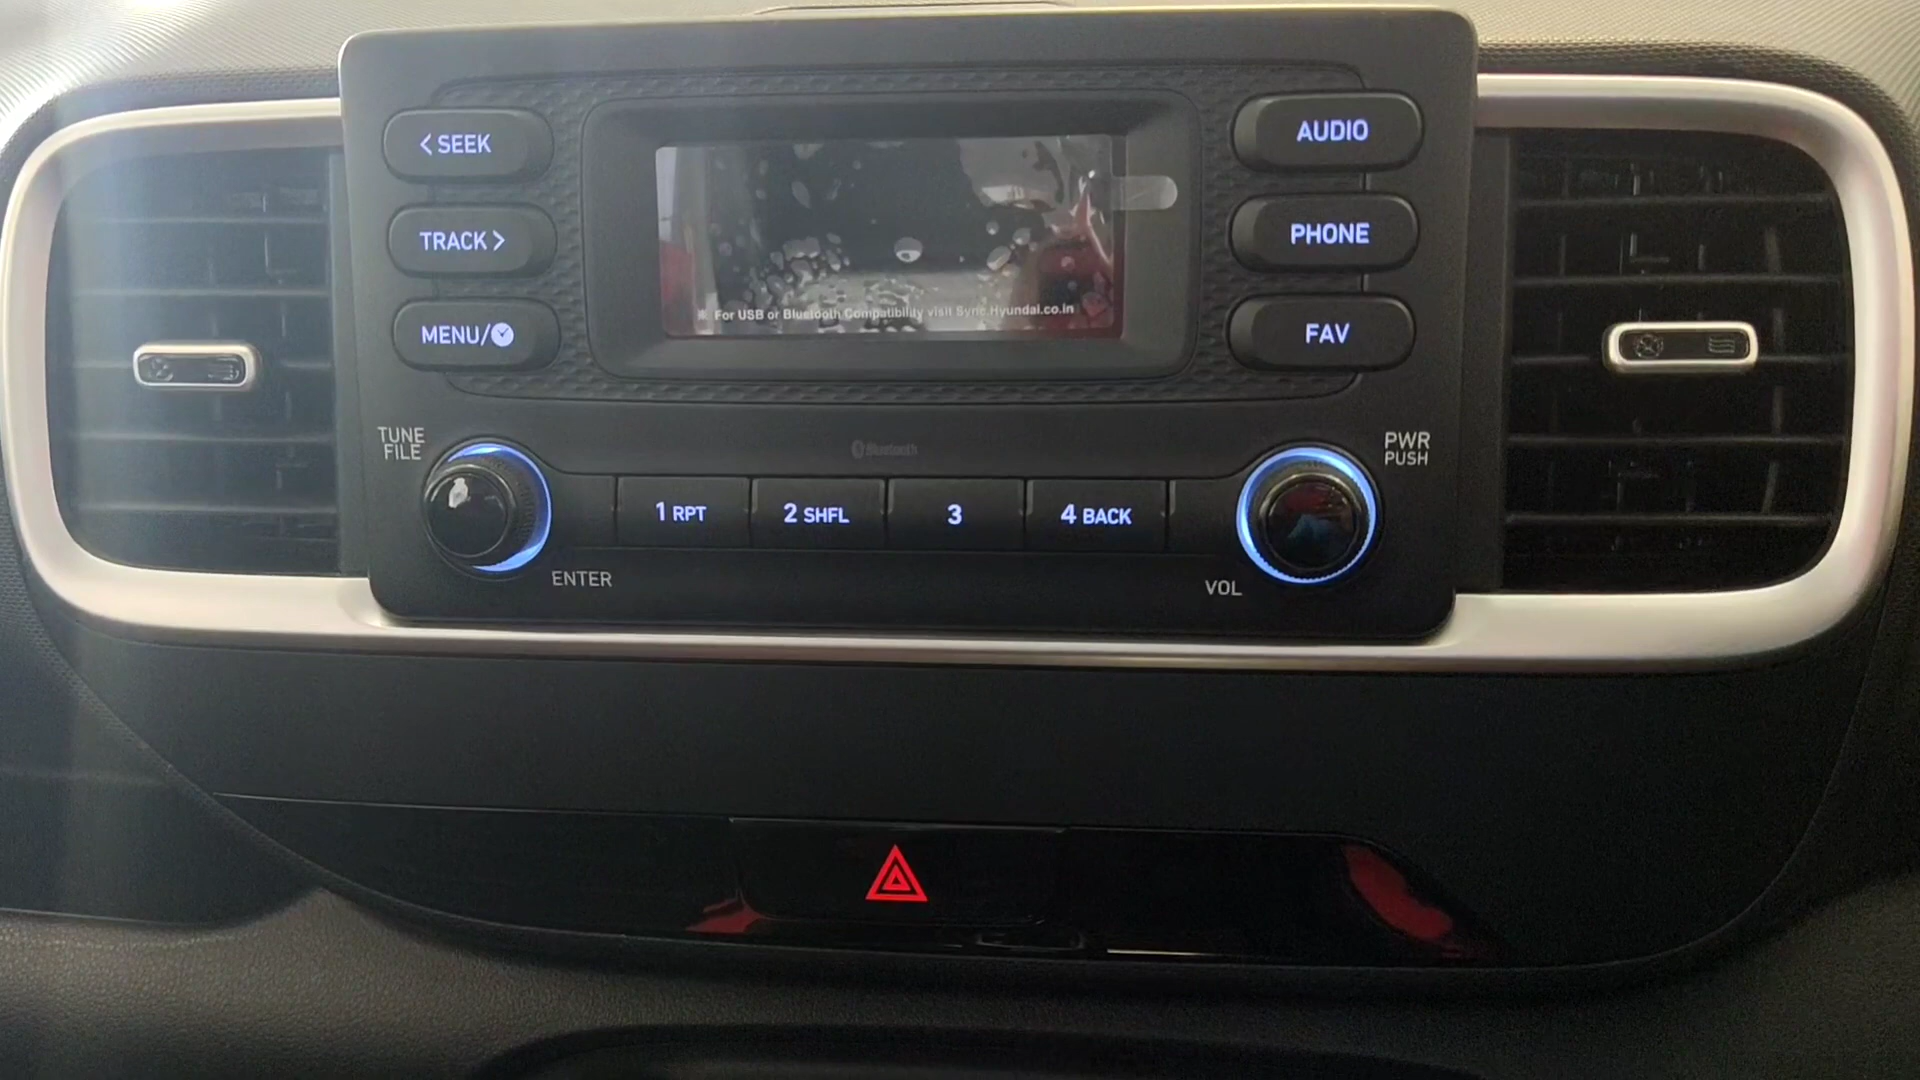 < SEEK
AUDIO
TRACK >
PHONE
MENU/
FAV
※ For USB or Bluetooth Compatibility visit Sync.Hyundai.co.in
TUNE
FILE
Bluetooth
PWR
PUSH
1 RPT
2 SHFL
3
4 BACK
ENTER
VOL